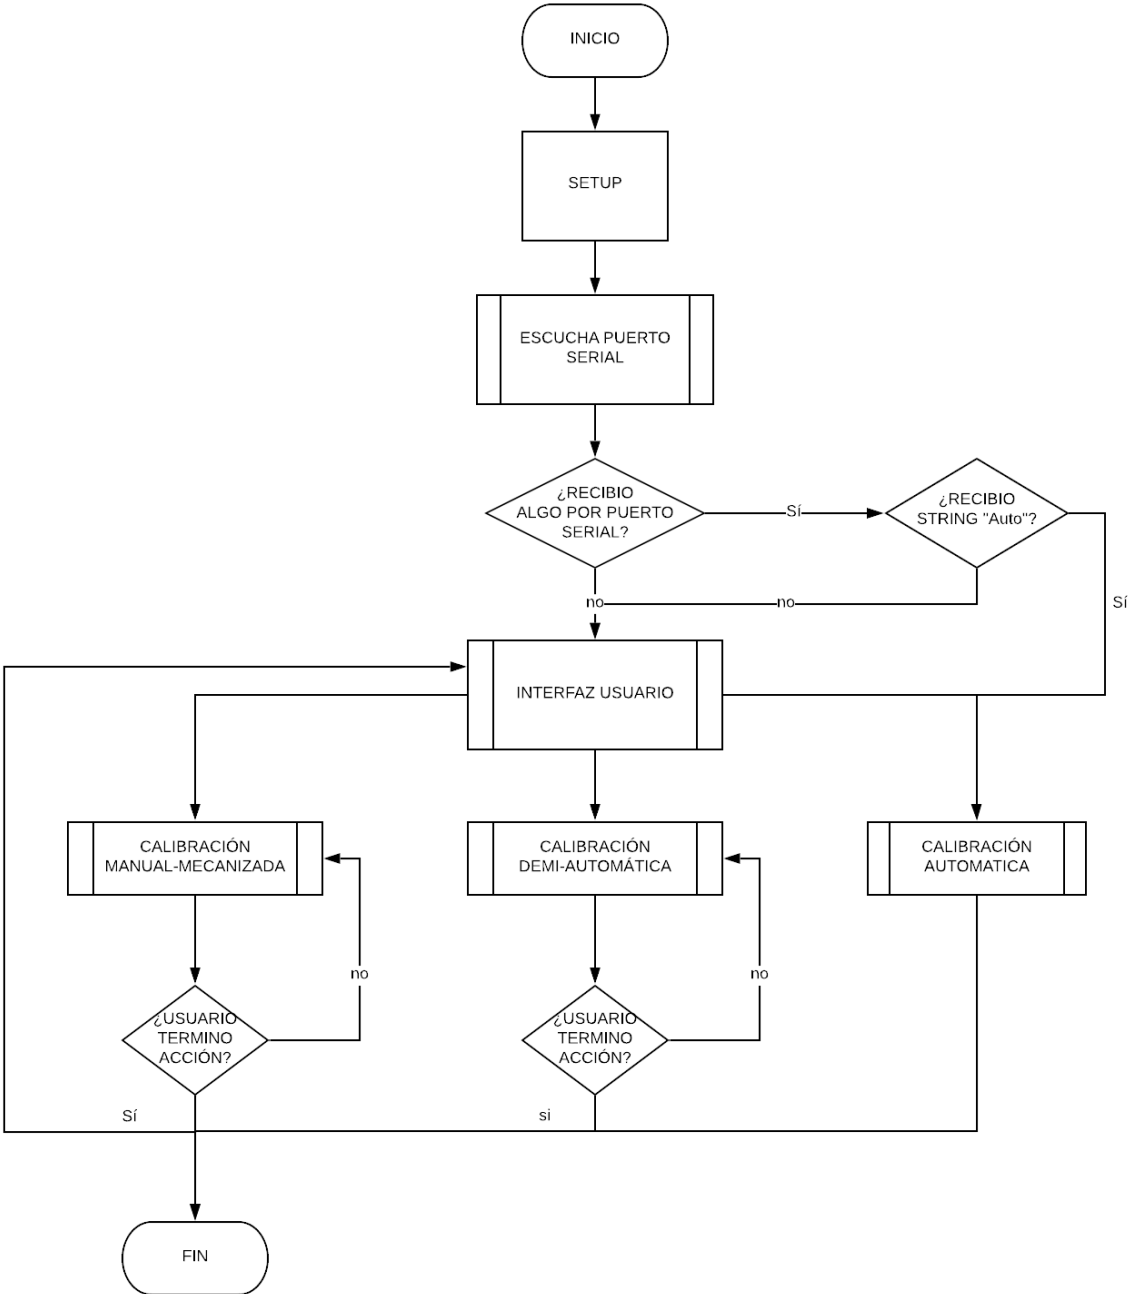 INICIO
SETUP
ESCUCHA PUERTO
SERIAL
¿RECIBIO
ALGO POR PUERTO
SERIAL?
Sí
¿RECIBIO
STRING "Auto"?
no
no
Sí
INTERFAZ USUARIO
CALIBRACIÓN
MANUAL-MECANIZADA
CALIBRACIÓN
DEMI-AUTOMÁTICA
CALIBRACIÓN
AUTOMATICA
no
no
¿USUARIO
TERMINO
ACCIÓN?
¿USUARIO
TERMINO
ACCIÓN?
Sí
si
FIN